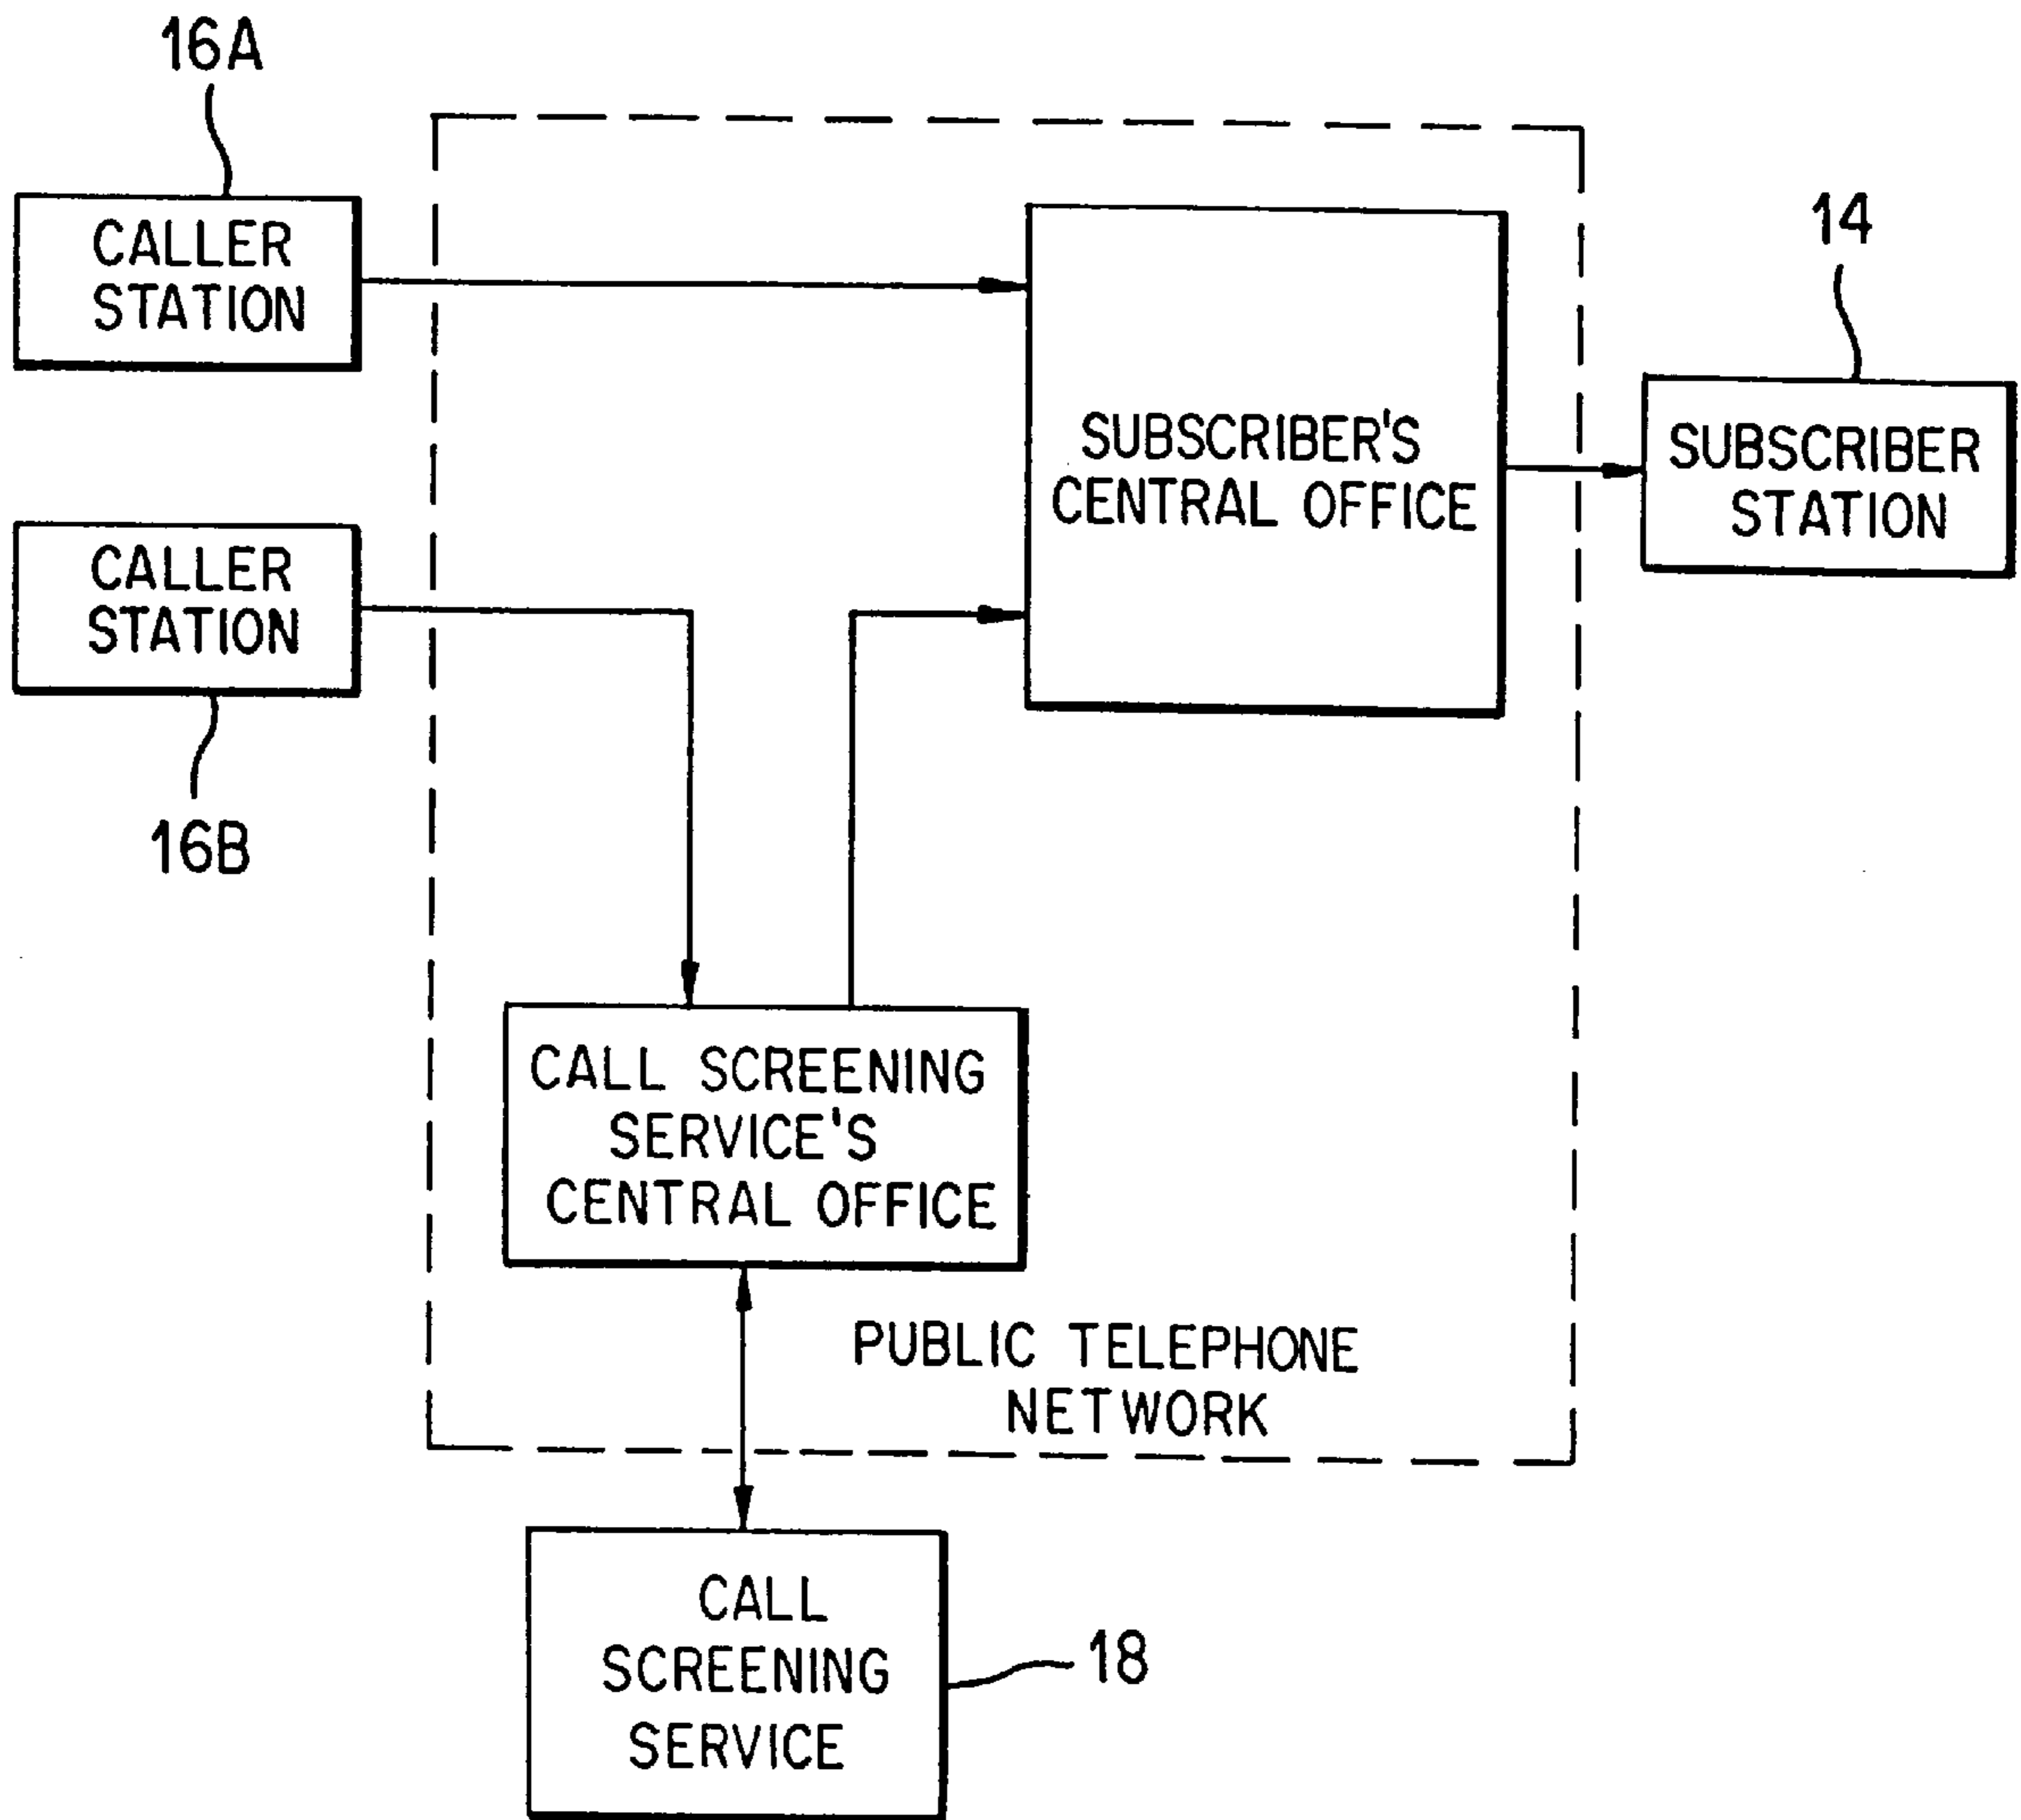 16A
CALLER
STATION
14
SUBSCRIBER'S
CENTRAL OFFICE
SUBSCRIBER
STATION
CALLER
STATION
16B
CALL SCREENING
SERVICE'S
CENTRAL OFFICE
PUBLIC TELEPHONE
NETWORK
CALL
SCREENING
SERVICE
18